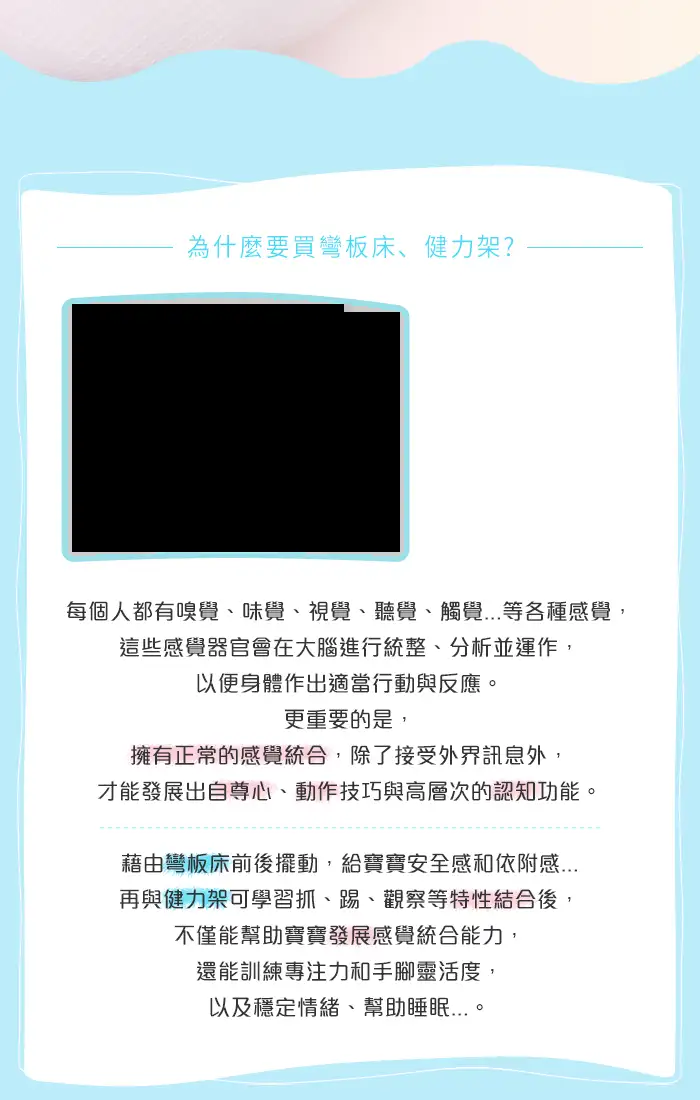 為什麼要買彎板床、健力架?
每個人都有嗅覺、味覺、視覺、聽覺、觸覺...等各種感覺，
這些感覺器官會在大腦進行統整、分析並運作，
以便身體作出適當行動與反應。
更重要的是，
擁有正常的感覺統合，除了接受外界訊息外，
才能發展出自尊心、動作技巧與高層次的認知功能。
藉由彎板床前後擺動，給寶寶安全感和依附感...
再與健力架可學習抓、踢、觀察等特性結合後，
不僅能幫助寶寶發展感覺統合能力，
還能訓練專注力和手腳靈活度，
以及穩定情緒、幫助睡眠...。